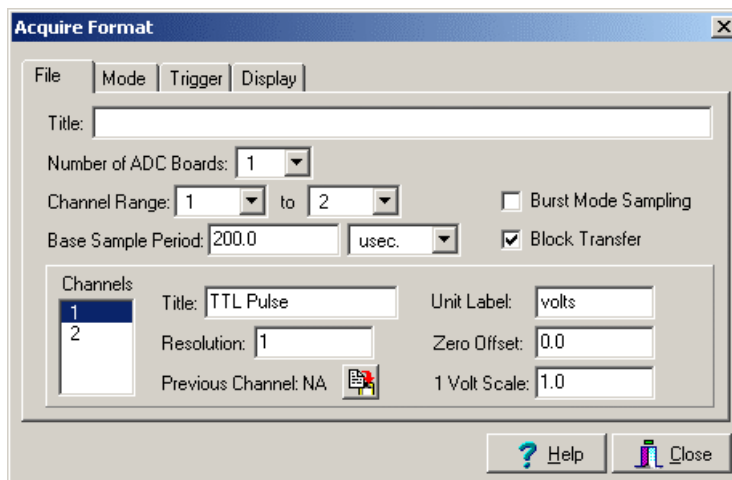 Acquire Format
File Mode Trigger Display
Title:
Number of ADC Boards: 1
Channel Range: 1 to 2
Burst Mode Sampling
Base Sample Period: 200.0 usec.
Block Transfer
Channels
1
2
Title: TTL Pulse
Unit Label: volts
Resolution: 1
Zero Offset: 0.0
Previous Channel: NA
1 Volt Scale: 1.0
Help Close